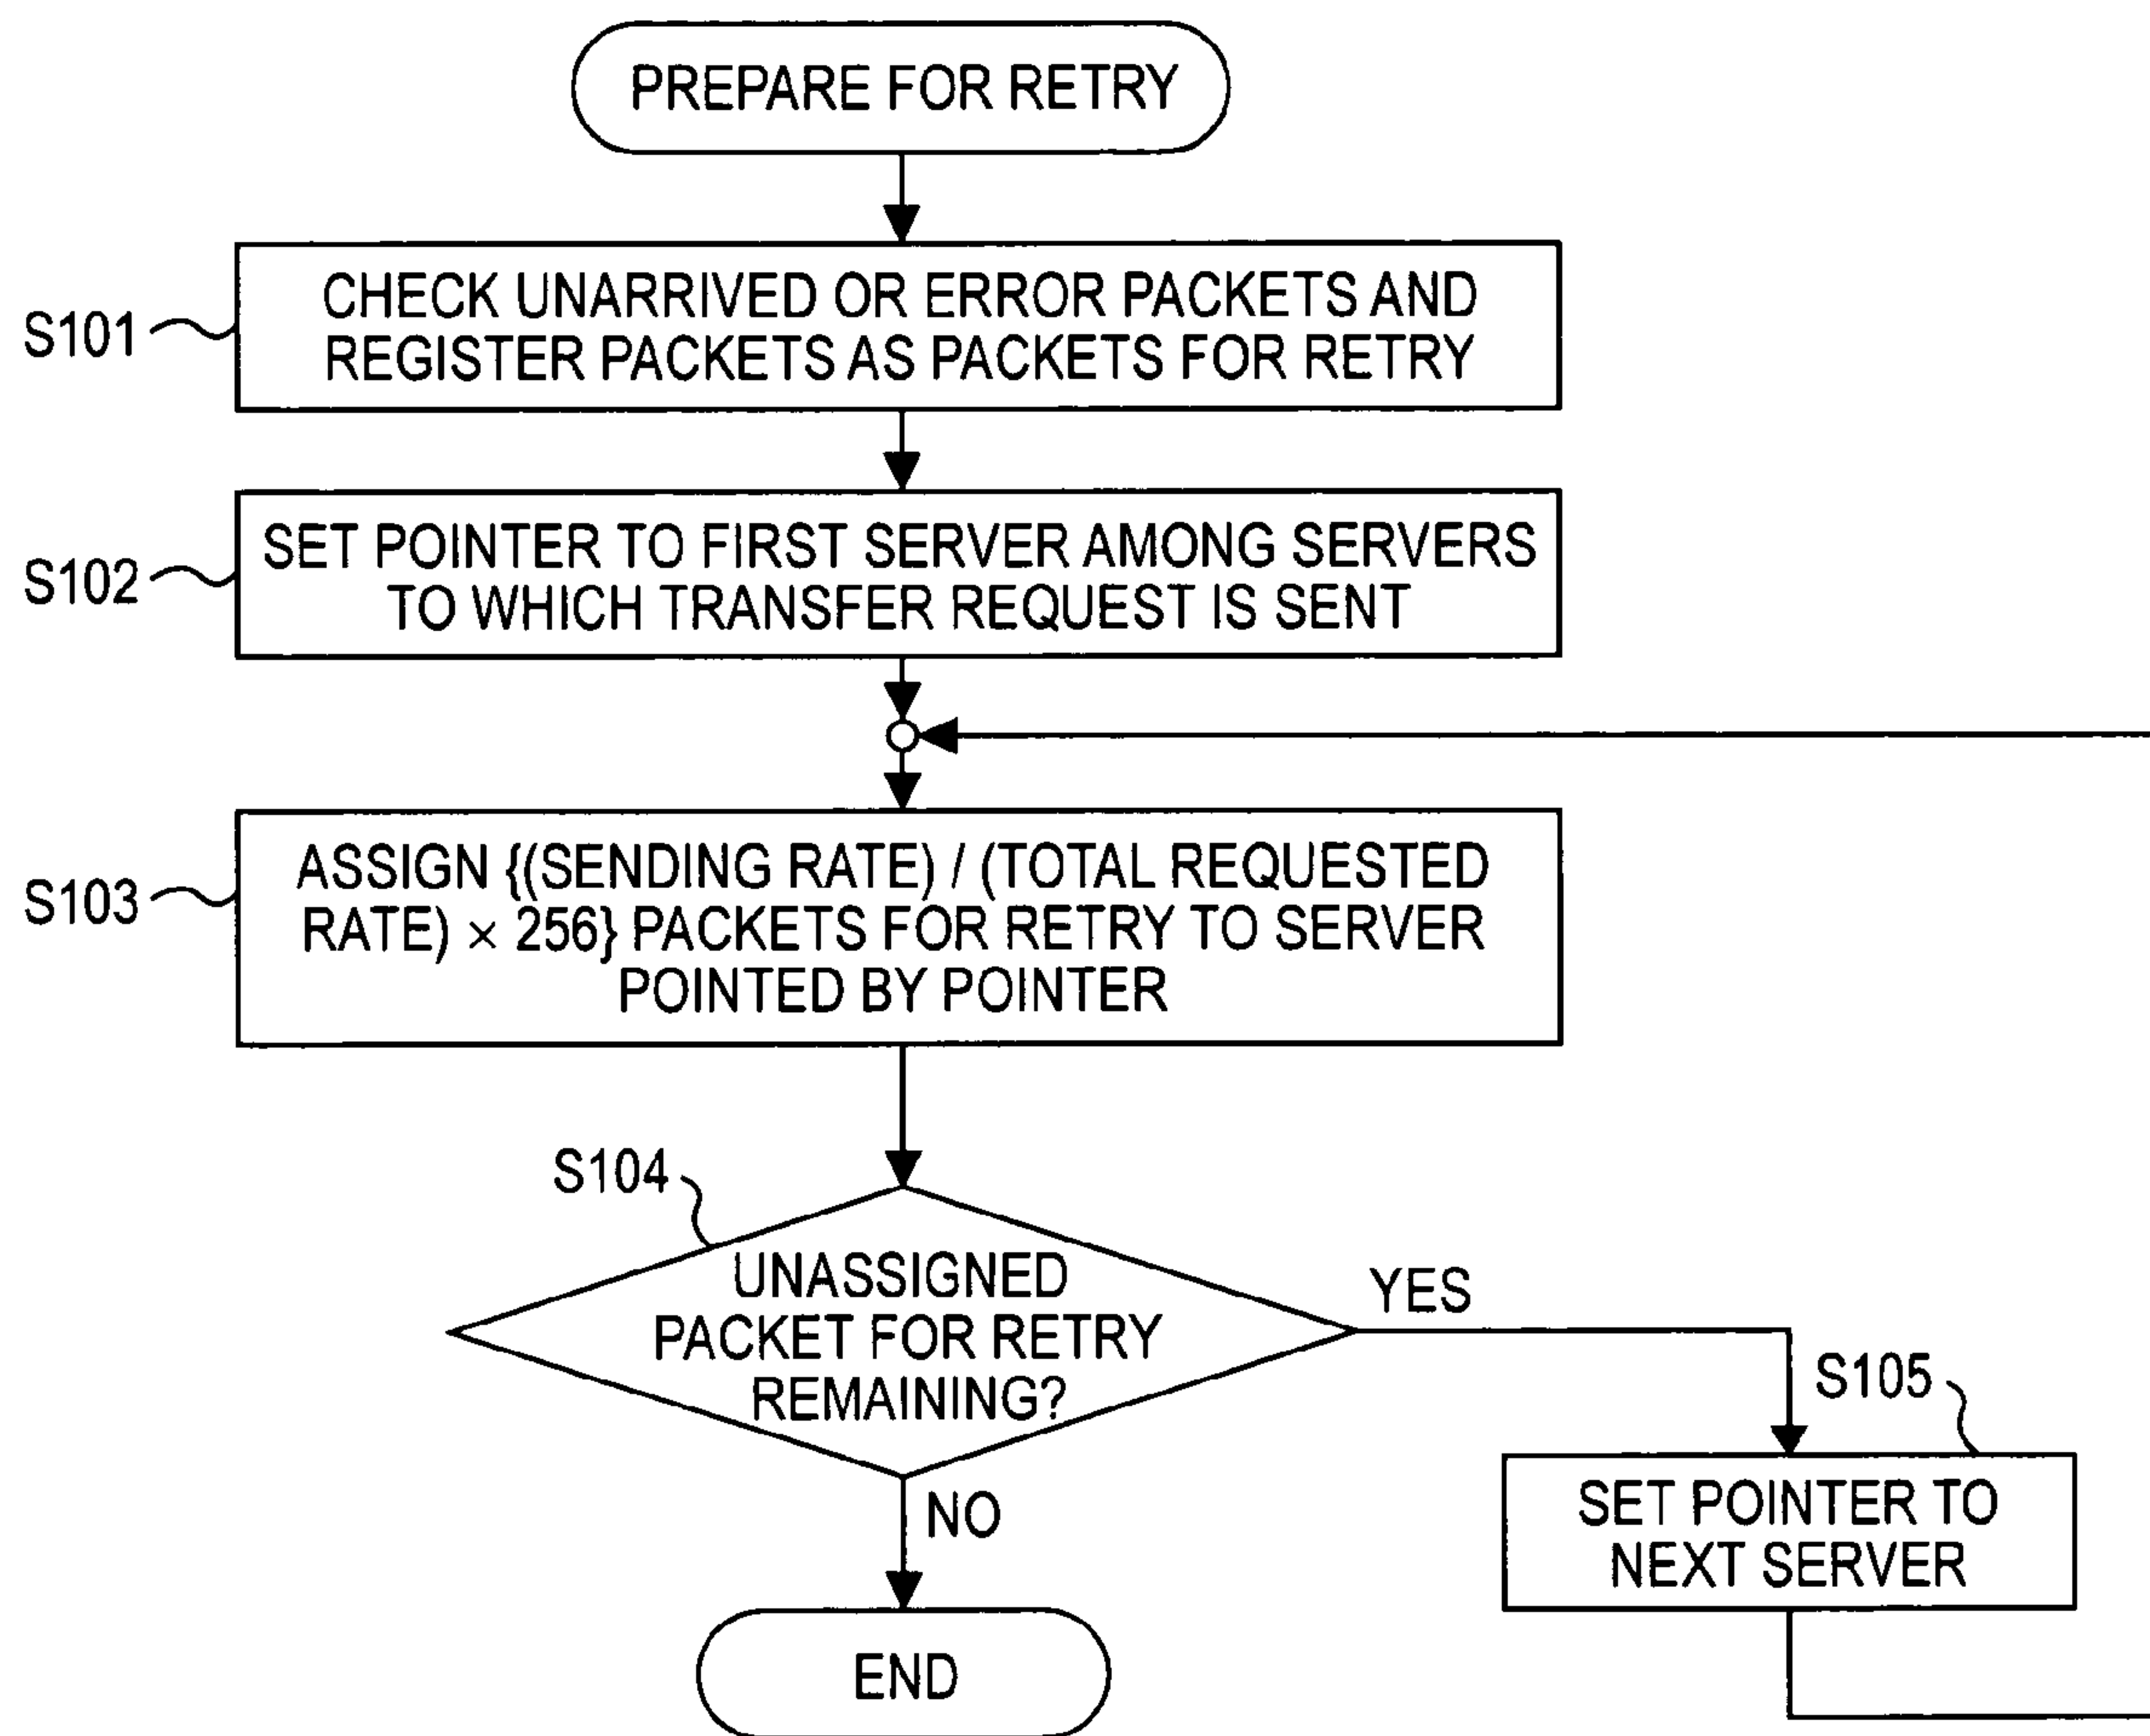 PREPARE FOR RETRY
S101
CHECK UNARRIVED OR ERROR PACKETS AND
REGISTER PACKETS AS PACKETS FOR RETRY
S102
SET POINTER TO FIRST SERVER AMONG SERVERS
TO WHICH TRANSFER REQUEST IS SENT
S103
ASSIGN {(SENDING RATE) / (TOTAL REQUESTED
RATE) × 256} PACKETS FOR RETRY TO SERVER
POINTED BY POINTER
S104
UNASSIGNED
PACKET FOR RETRY
REMAINING?
YES
S105
SET POINTER TO
NEXT SERVER
NO
END